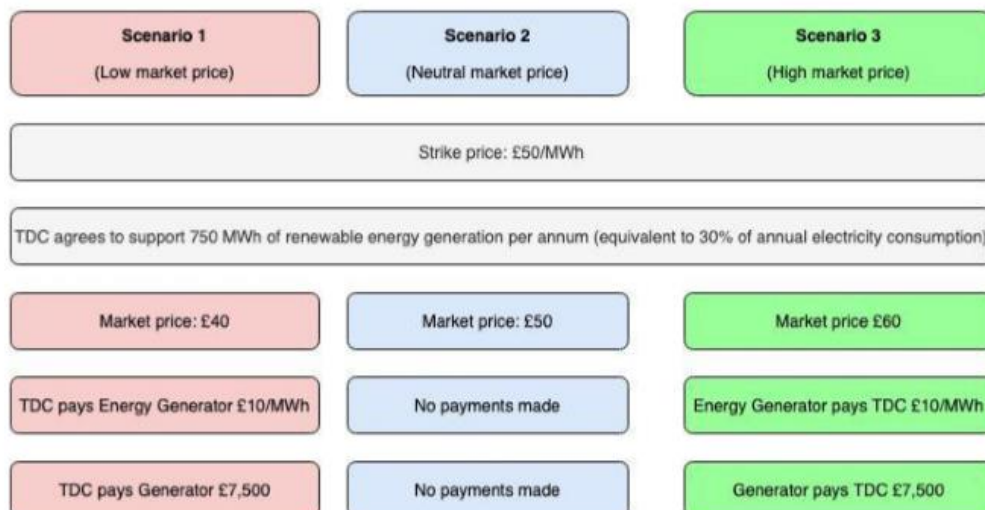 Scenario 1
(Low market price)
Scenario 2
(Neutral market price)
Scenario 3
(High market price)
Strike price: £50/MWh
TDC agrees to support 750 MWh of renewable energy generation per annum (equivalent to 30% of annual electricity consumption)
Market price: £40
Market price: £50
Market price £60
TDC pays Energy Generator £10/MWh
No payments made
Energy Generator pays TDC £10/MWh
TDC pays Generator £7,500
No payments made
Generator pays TDC £7,500